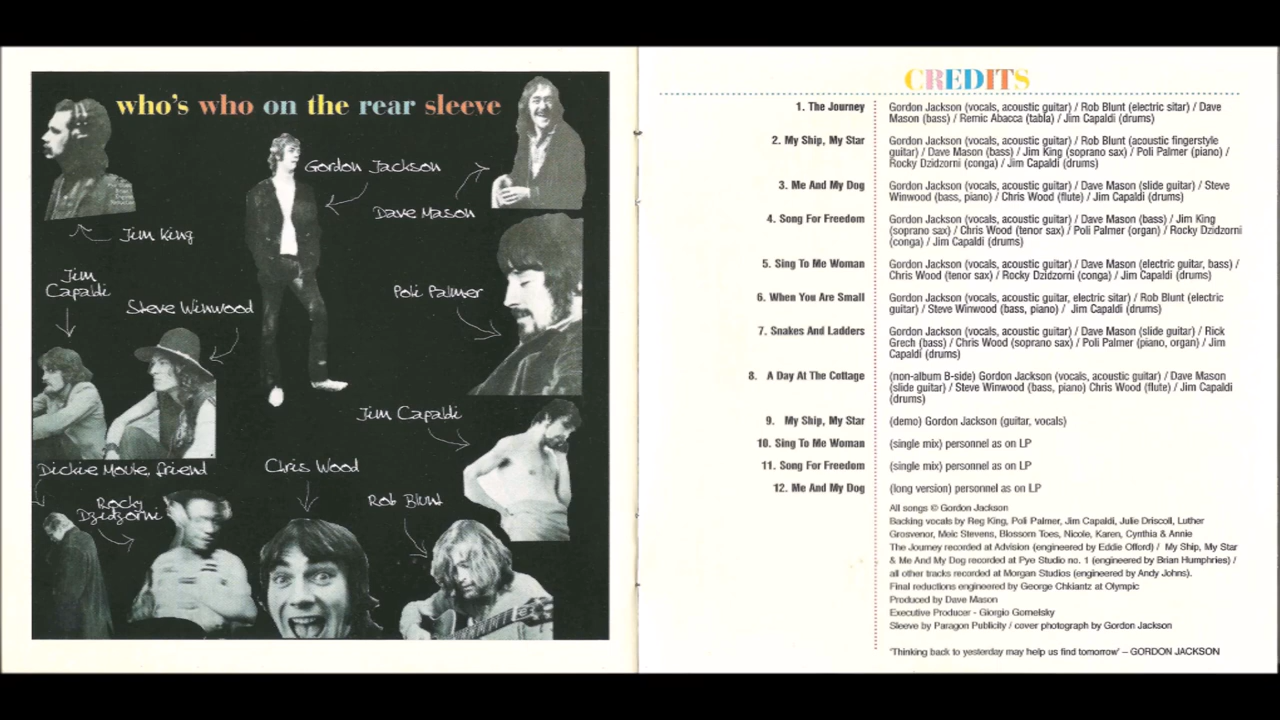 who's who on the rear sleeve
Gordon Jackson
Dave Mason
Jim King
Jim
Capaldi
Steve Winwood
Poli Palmer
Jim Capaldi
Dickie Moute, friend
Chris Wood
Rocky
Dzidzorni
Rob Blunt
CREDITS
1. The Journey
Gordon Jackson (vocals, acoustic guitar) / Rob Blunt (electric sitar) / Dave
Mason (bass) / Remic Abacca (tabla) / Jim Capaldi (drums)
2. My Ship, My Star
Gordon Jackson (vocals, acoustic guitar) / Rob Blunt (acoustic fingerstyle
guitar) / Dave Mason (bass) / Jim King (soprano sax) / Poli Palmer (piano) /
Rocky Dzidzorni (conga) / Jim Capaldi (drums)
3. Me And My Dog
Gordon Jackson (vocals, acoustic guitar) / Dave Mason (slide guitar) / Steve
Winwood (bass, piano) / Chris Wood (flute) / Jim Capaldi (drums)
4. Song For Freedom
Gordon Jackson (vocals, acoustic guitar) / Dave Mason (bass) / Jim King
(soprano sax) / Chris Wood (tenor sax) / Poli Palmer (organ) / Rocky Dzidzorni
(conga) / Jim Capaldi (drums)
5. Sing To Me Woman
Gordon Jackson (vocals, acoustic guitar) / Dave Mason (electric guitar, bass) /
Chris Wood (tenor sax) / Rocky Dzidzorni (conga) / Jim Capaldi (drums)
6. When You Are Small
Gordon Jackson (vocals, acoustic guitar, electric sitar) / Rob Blunt (electric
guitar) / Steve Winwood (bass, piano) / Jim Capaldi (drums)
7. Snakes And Ladders
Gordon Jackson (vocals, acoustic guitar) / Dave Mason (slide guitar) / Rick
Grech (bass) / Chris Wood (soprano sax) / Poli Palmer (piano, organ) / Jim
Capaldi (drums)
8. A Day At The Cottage
(non-album B-side) Gordon Jackson (vocals, acoustic guitar) / Dave Mason
(slide guitar) / Steve Winwood (bass, piano) Chris Wood (flute) / Jim Capaldi
(drums)
9. My Ship, My Star
(demo) Gordon Jackson (guitar, vocals)
10. Sing To Me Woman
(single mix) personnel as on LP
11. Song For Freedom
(single mix) personnel as on LP
12. Me And My Dog
(long version) personnel as on LP
All songs © Gordon Jackson
Backing vocals by Reg King, Poli Palmer, Jim Capaldi, Julie Driscoll, Luther
Grosvenor, Meic Stevens, Blossom Toes, Nicole, Karen, Cynthia & Annie
The Journey recorded at Advision (engineered by Eddie Offord) / My Ship, My Star
& Me And My Dog recorded at Pye Studio no. 1 (engineered by Brian Humphries) /
all other tracks recorded at Morgan Studios (engineered by Andy Johns).
Final reductions engineered by George Chkiantz at Olympic
Produced by Dave Mason
Executive Producer - Giorgio Gomelsky
Sleeve by Paragon Publicity / cover photograph by Gordon Jackson
'Thinking back to yesterday may help us find tomorrow' – GORDON JACKSON